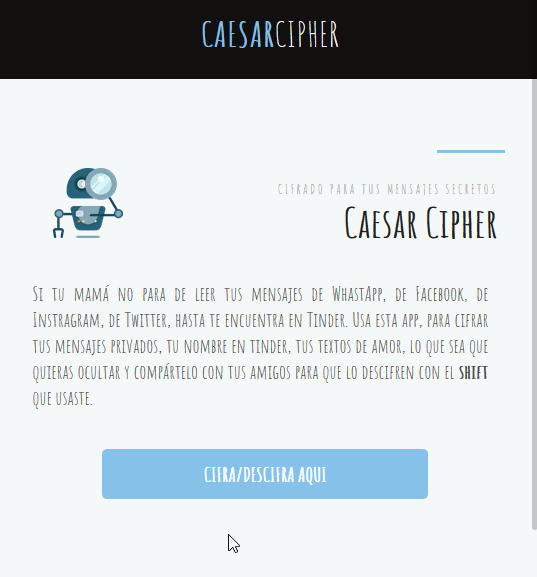 CAESARCIPHER
CIFRADO PARA TUS MENSAJES SECRETOS
Caesar Cipher
Si tu mamá no para de leer tus mensajes de WhastApp, de Facebook, de
Instragram, de Twitter, hasta te encuentra en Tinder. Usa esta app, para cifrar
tus mensajes privados, tu nombre en tinder, tus textos de amor, lo que sea que
quieras ocultar y compártelo con tus amigos para que lo descifren con el shift
que usaste.
CIFRA/DESCIFRA AQUI